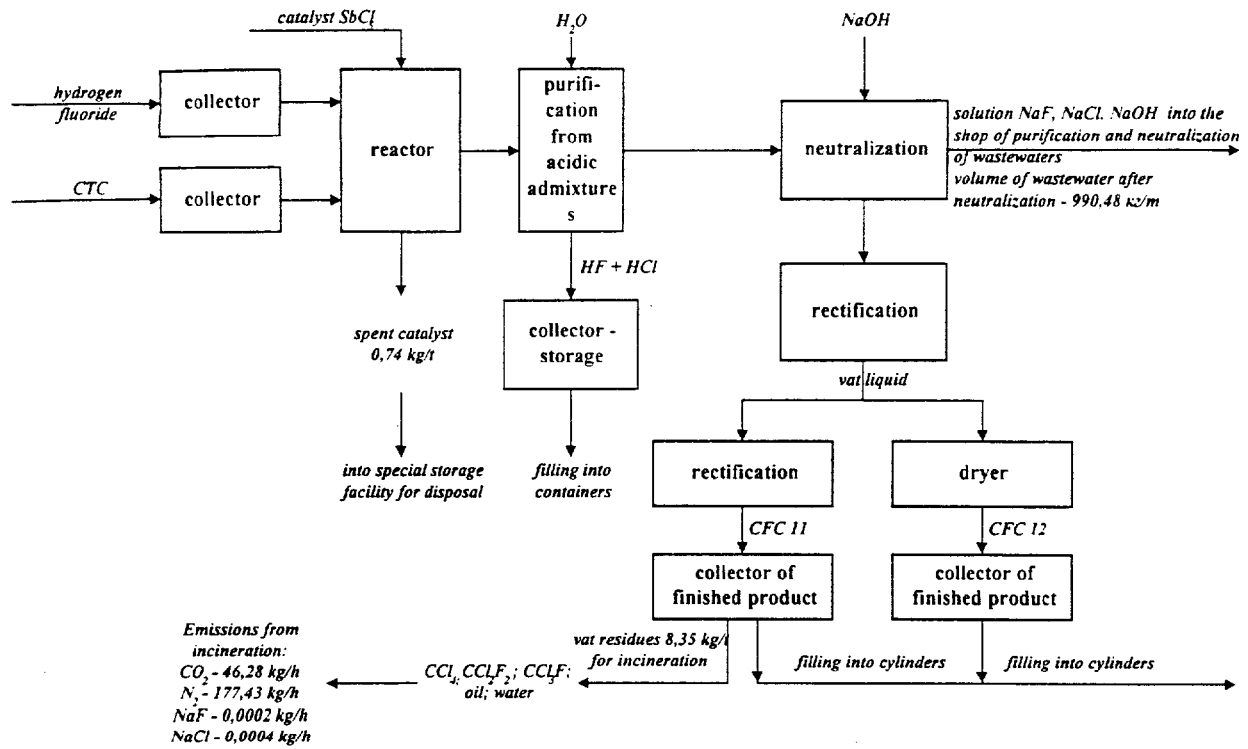 catalyst SbCl₅
H₂O
NaOH
hydrogen
fluoride
collector
CTC
collector
reactor
purifi-
cation
from
acidic
admixture
s
neutralization
solution NaF, NaCl. NaOH into the
shop of purification and neutralization
of wastewaters
volume of wastewater after
neutralization - 990,48 кг/m
HF + HCl
collector -
storage
rectification
vat liquid
spent catalyst
0,74 kg/t
into special storage
facility for disposal
filling into
containers
rectification
dryer
CFC 11
CFC 12
collector of
finished product
collector of
finished product
vat residues 8,35 kg/t
for incineration
filling into cylinders
filling into cylinders
CCl₄; CCl₂F₂; CCl₃F;
oil; water
Emissions from
incineration:
CO₂ - 46,28 kg/h
N₂ - 177,43 kg/h
NaF - 0,0002 kg/h
NaCl - 0,0004 kg/h